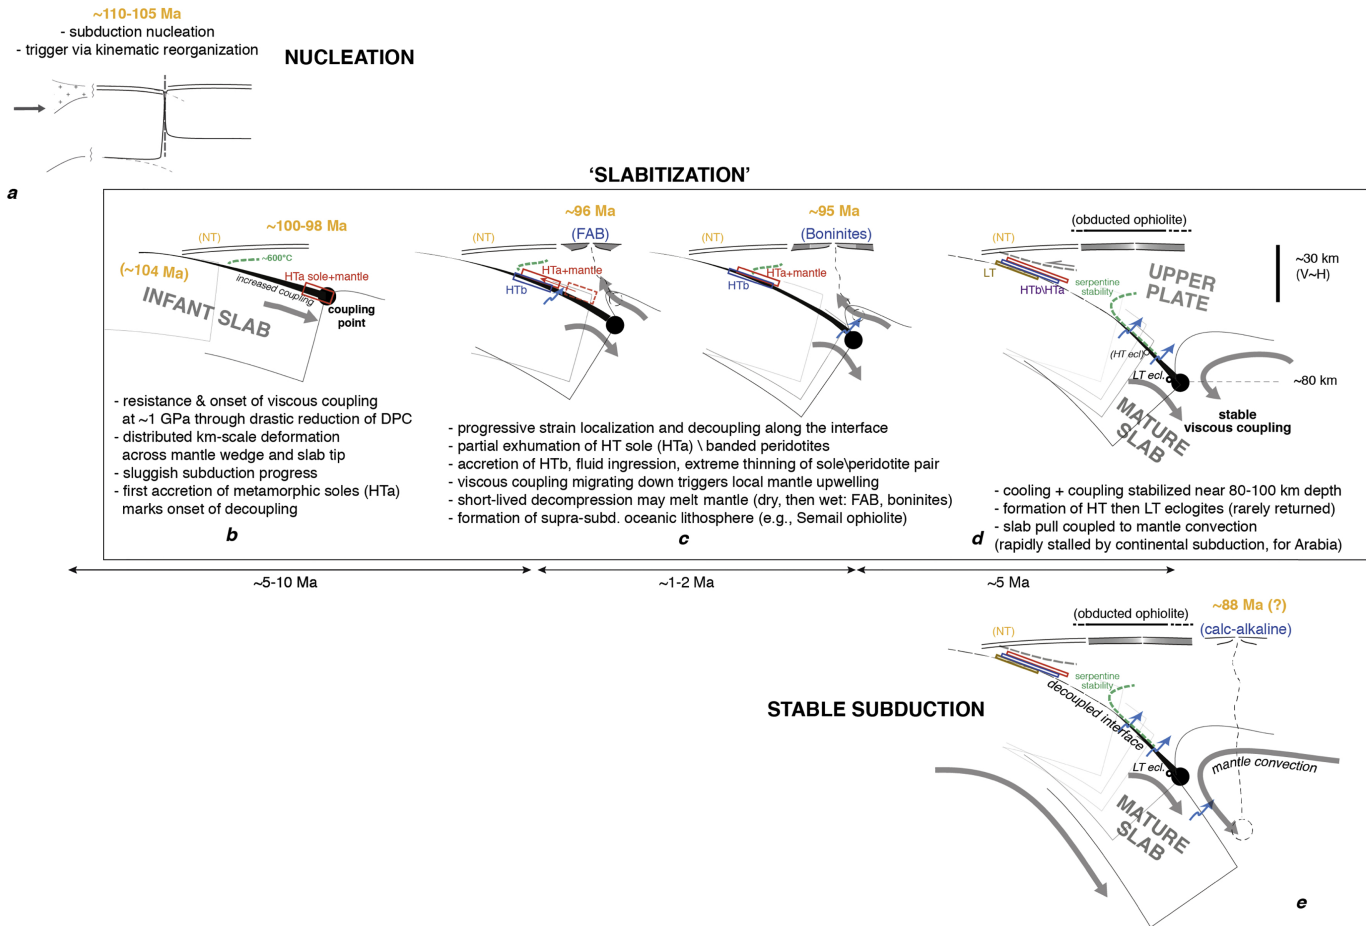 ~110-105 Ma
- subduction nucleation
- trigger via kinematic reorganization
NUCLEATION
a
'SLABITIZATION'
~100-98 Ma
(NT)
~600°C
(~104 Ma)
HTa sole+mantle
increased coupling
INFANT SLAB
coupling
point
- resistance & onset of viscous coupling
at ~1 GPa through drastic reduction of DPC
- distributed km-scale deformation
across mantle wedge and slab tip
- sluggish subduction progress
- first accretion of metamorphic soles (HTa)
marks onset of decoupling
b
~96 Ma
(FAB)
(NT)
HTa+mantle
HTb
~95 Ma
(Boninites)
(NT)
HTa+mantle
HTb
- progressive strain localization and decoupling along the interface
- partial exhumation of HT sole (HTa) \ banded peridotites
- accretion of HTb, fluid ingression, extreme thinning of sole\peridotite pair
- viscous coupling migrating down triggers local mantle upwelling
- short-lived decompression may melt mantle (dry, then wet: FAB, boninites)
- formation of supra-subd. oceanic lithosphere (e.g., Semail ophiolite)
c
(obducted ophiolite)
(NT)
~30 km
(V~H)
LT
HTb\HTa
serpentine
stability
UPPER
PLATE
(HT ecl)
LT ecl.
~80 km
MATURE
SLAB
stable
viscous coupling
- cooling + coupling stabilized near 80-100 km depth
- formation of HT then LT eclogites (rarely returned)
- slab pull coupled to mantle convection
(rapidly stalled by continental subduction, for Arabia)
d
~5-10 Ma
~1-2 Ma
~5 Ma
STABLE SUBDUCTION
(obducted ophiolite)
~88 Ma (?)
(calc-alkaline)
(NT)
serpentine
stability
decoupled interface
LT ecl.
mantle convection
MATURE
SLAB
e